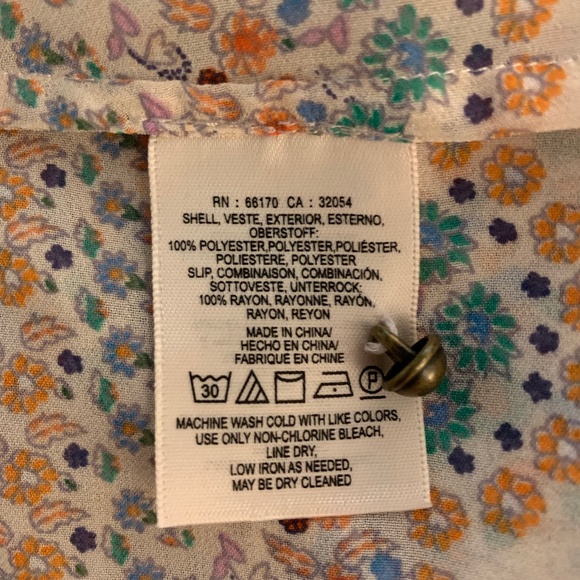 RN : 66170 CA : 32054
SHELL, VESTE, EXTERIOR, ESTERNO,
OBERSTOFF:
100% POLYESTER,POLYESTER,POLIÉSTER,
POLIESTERE, POLYESTER
SLIP, COMBINAISON, COMBINACIÓN,
SOTTOVESTE, UNTERROCK:
100% RAYON, RAYONNE, RAYÓN,
RAYON, REYON
MADE IN CHINA/
HECHO EN CHINA/
FABRIQUE EN CHINE
30 P
MACHINE WASH COLD WITH LIKE COLORS,
USE ONLY NON-CHLORINE BLEACH,
LINE DRY,
LOW IRON AS NEEDED,
MAY BE DRY CLEANED